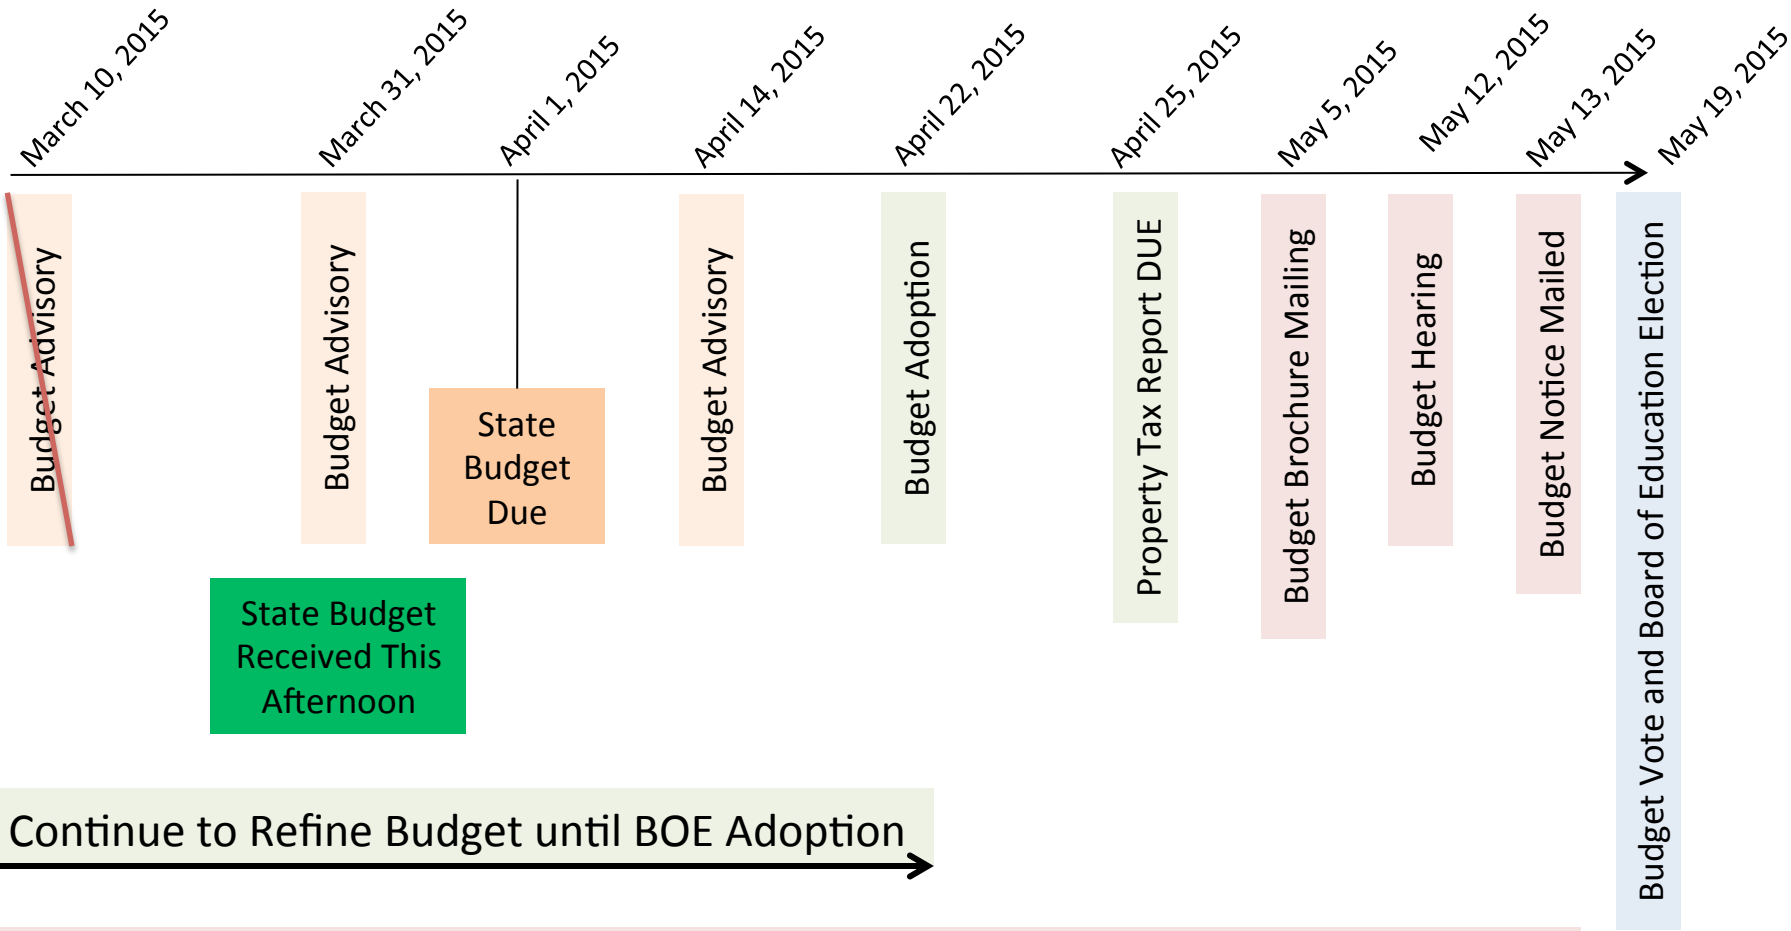 March 10, 2015
March 31, 2015
April 1, 2015
April 14, 2015
April 22, 2015
April 25, 2015
May 5, 2015
May 12, 2015
May 13, 2015
May 19, 2015
Budget Advisory
Budget Advisory
State
Budget
Due
Budget Advisory
Budget Adoption
Property Tax Report DUE
Budget Brochure Mailing
Budget Hearing
Budget Notice Mailed
Budget Vote and Board of Education Election
State Budget
Received This
Afternoon
Continue to Refine Budget until BOE Adoption